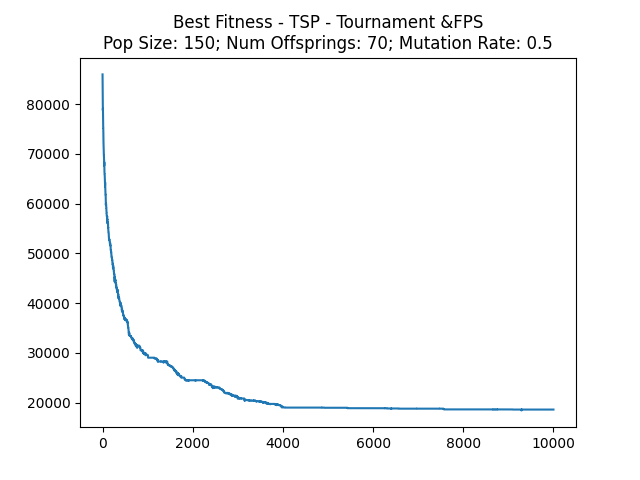 Best Fitness - TSP - Tournament &FPS
Pop Size: 150; Num Offsprings: 70; Mutation Rate: 0.5
80000
70000
60000
50000
40000
30000
20000
0 2000 4000 6000 8000 10000